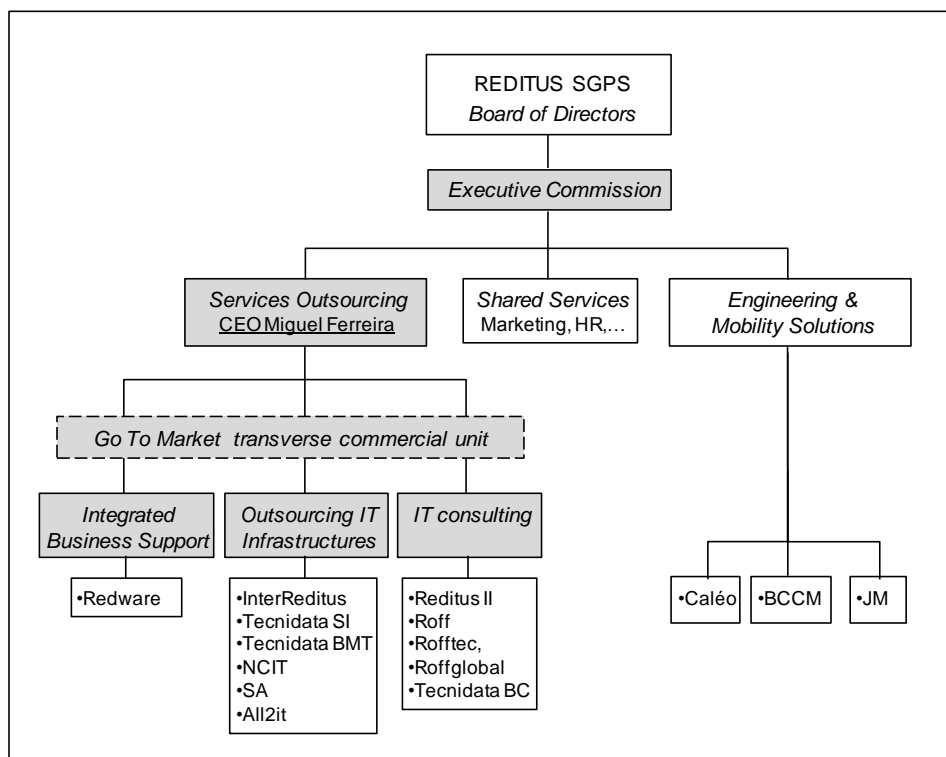 REDITUS SGPS
Board of Directors
Executive Commission
Services Outsourcing
CEO Miguel Ferreira
Shared Services
Marketing, HR,…
Engineering &
Mobility Solutions
Go To Market transverse commercial unit
Integrated
Business Support
Outsourcing IT
Infrastructures
IT consulting
•Redware
•InterReditus
•Tecnidata SI
•Tecnidata BMT
•NCIT
•SA
•All2it
•Reditus II
•Roff
•Rofftec,
•Roffglobal
•Tecnidata BC
•Caléo
•BCCM
•JM